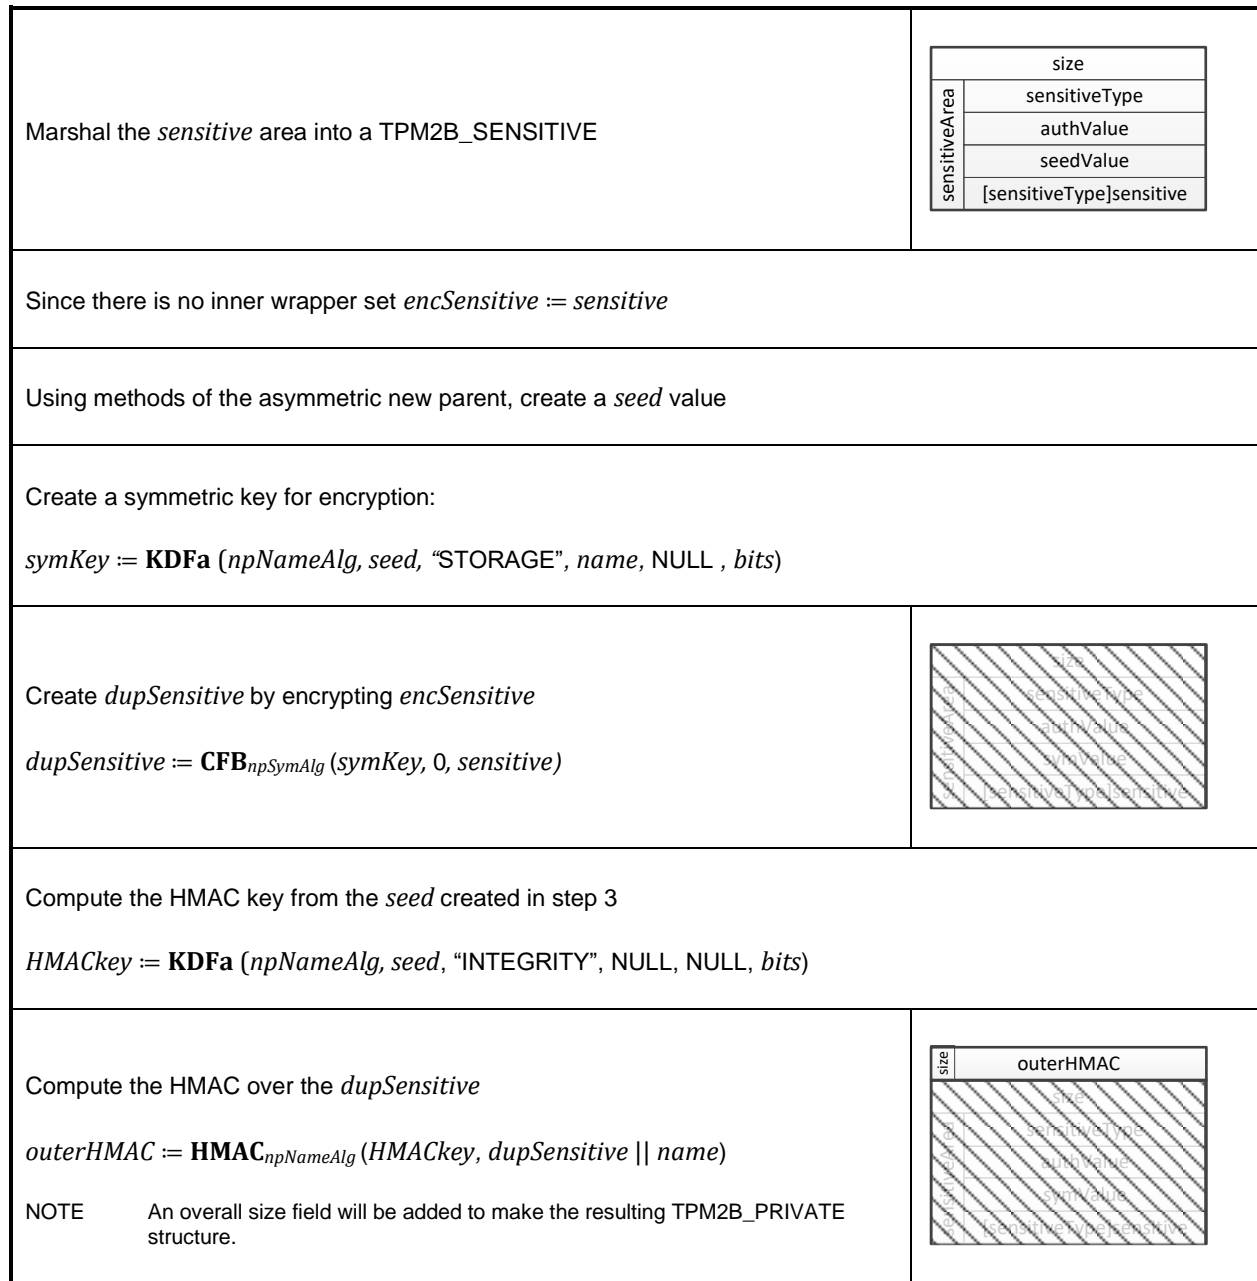 Marshal the sensitive area into a TPM2B_SENSITIVE
size
sensitiveArea
sensitiveType
authValue
seedValue
[sensitiveType]sensitive
Since there is no inner wrapper set encSensitive ≔ sensitive
Using methods of the asymmetric new parent, create a seed value
Create a symmetric key for encryption:
symKey ≔ KDFa (npNameAlg, seed, “STORAGE”, name, NULL , bits)
Create dupSensitive by encrypting encSensitive
dupSensitive ≔ CFBnpSymAlg (symKey, 0, sensitive)
size
sensitiveArea
sensitiveType
authValue
symValue
[sensitiveType]sensitive
Compute the HMAC key from the seed created in step 3
HMACkey ≔ KDFa (npNameAlg, seed, “INTEGRITY”, NULL, NULL, bits)
Compute the HMAC over the dupSensitive
outerHMAC ≔ HMACnpNameAlg (HMACkey, dupSensitive || name)
NOTE An overall size field will be added to make the resulting TPM2B_PRIVATE
structure.
size
outerHMAC
size
sensitiveArea
sensitiveType
authValue
symValue
[sensitiveType]sensitive